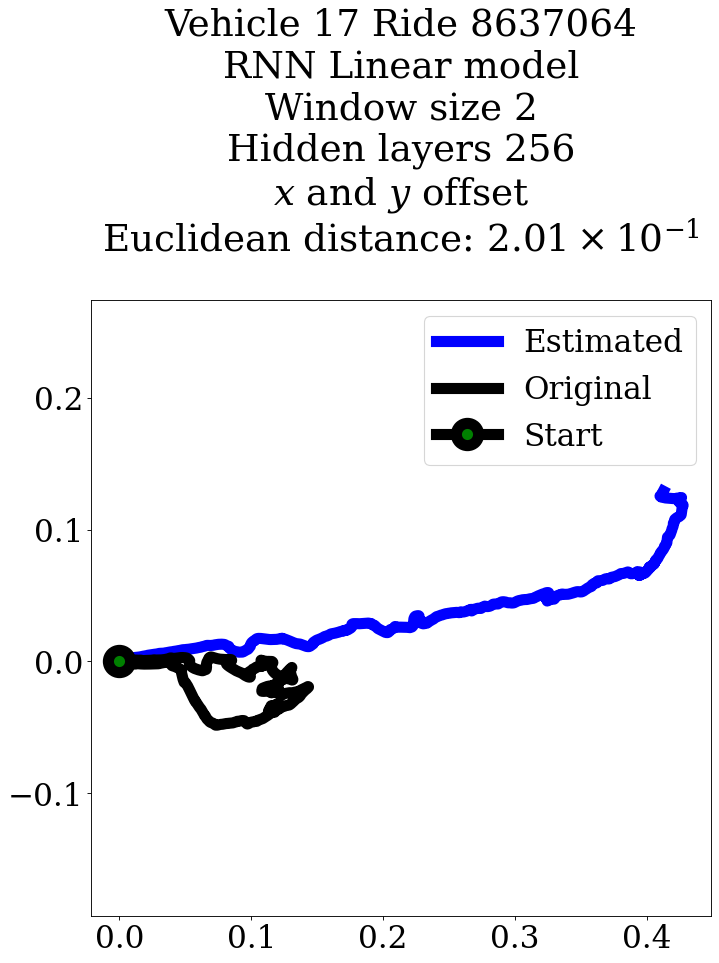 Vehicle 17 Ride 8637064
RNN Linear model
Window size 2
Hidden layers 256
x and y offset
Euclidean distance: 2.01 × 10⁻¹
Estimated
Original
Start
0.2
0.1
0.0
−0.1
0.0 0.1 0.2 0.3 0.4